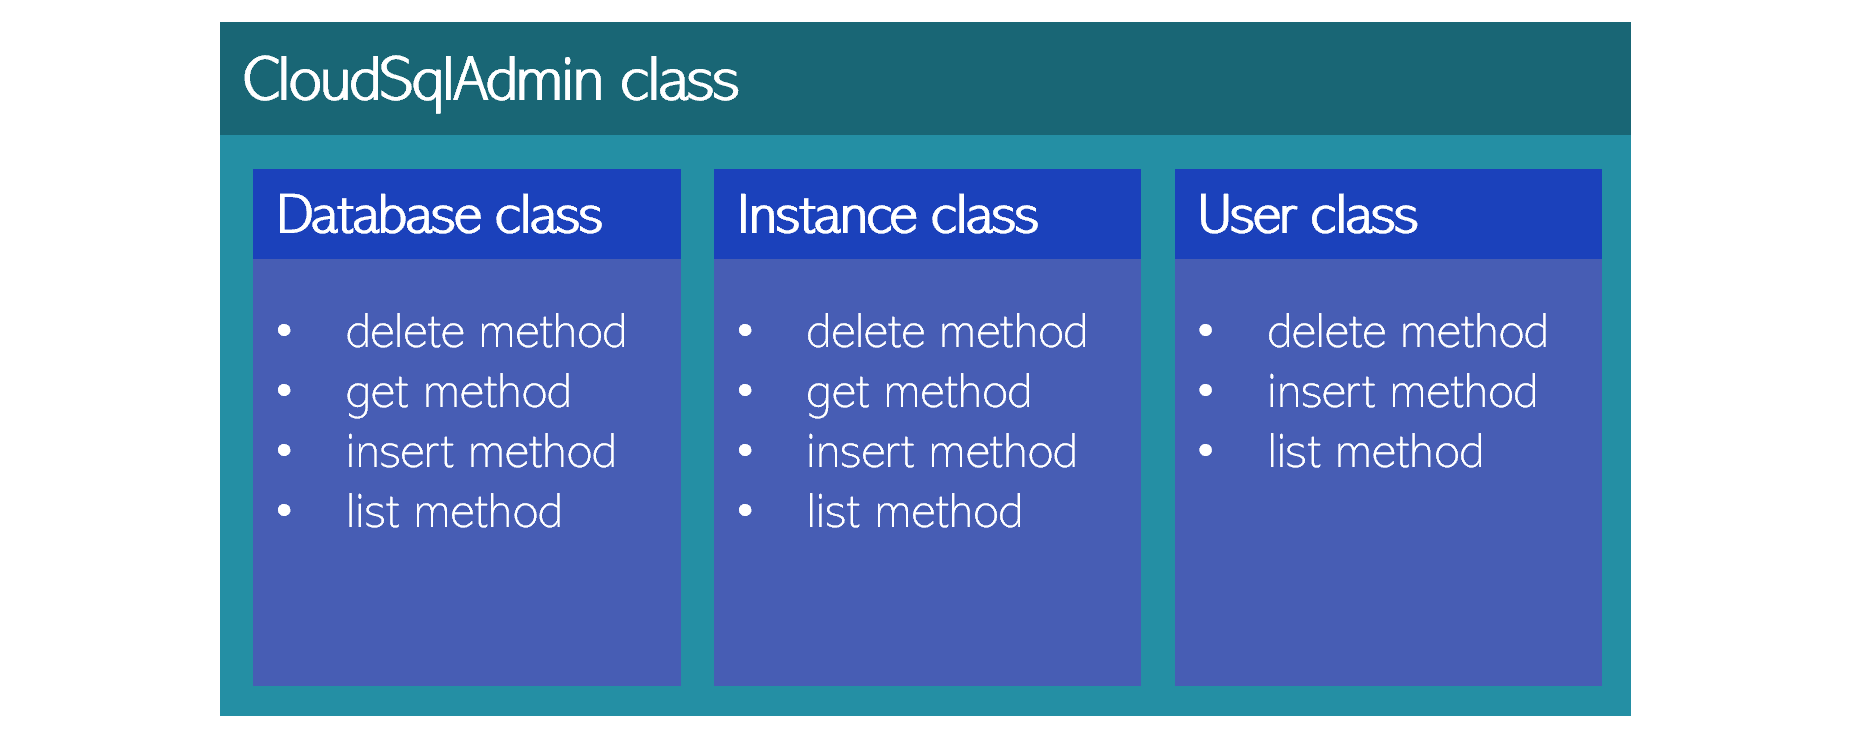 CloudSqlAdmin class
Database class
• delete method
• get method
• insert method
• list method
Instance class
• delete method
• get method
• insert method
• list method
User class
• delete method
• insert method
• list method